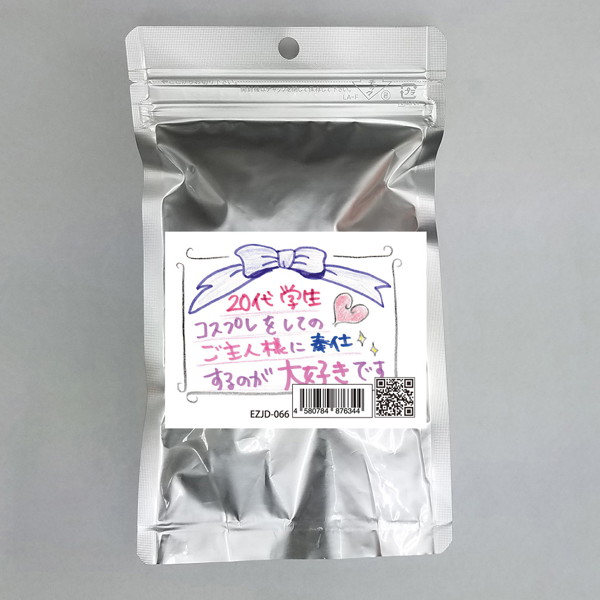 LA-F
20代 学生
コスプレをしての
ご主人様に奉仕
するのが大好きです
EZJD-066
4 580784 876344